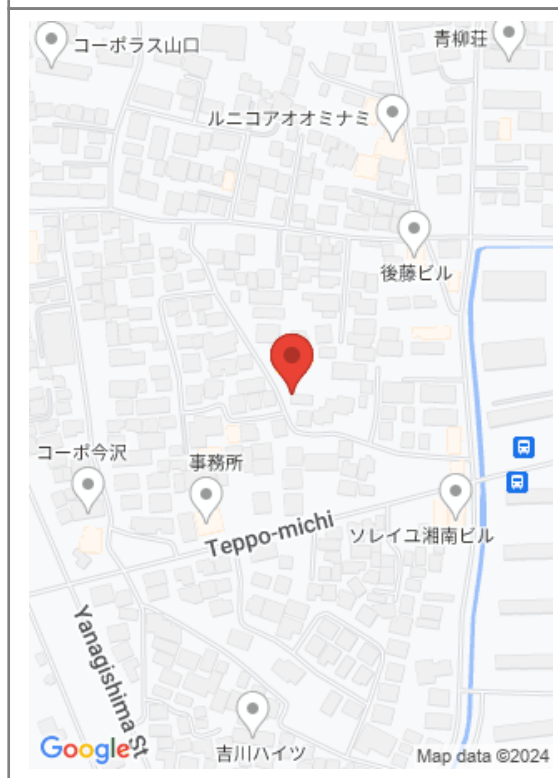 コーポラス山口
青柳荘
ルニコアオオミナミ
後藤ビル
コーポ今沢
事務所
Teppo-michi
ソレイユ湘南ビル
Yanagishima St
吉川ハイツ
Google
Map data ©2024